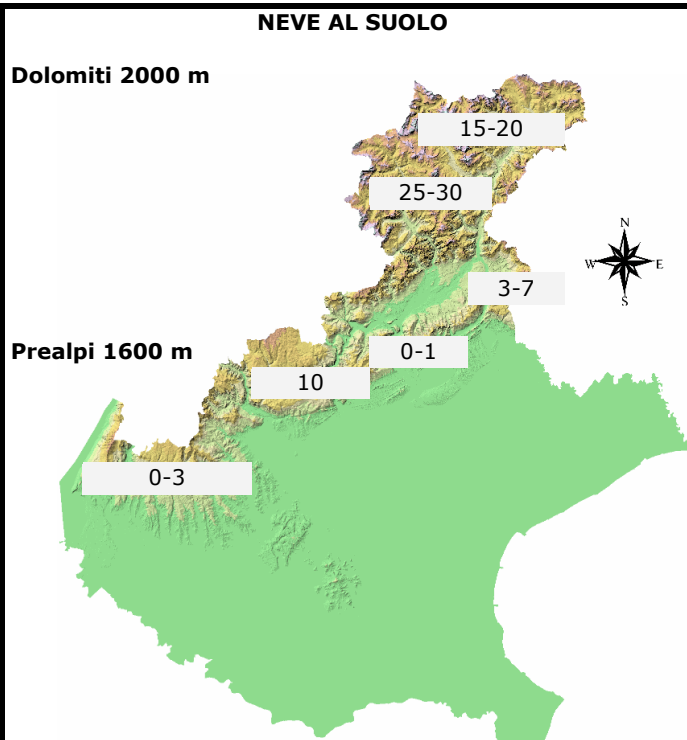 NEVE AL SUOLO
Dolomiti 2000 m
15-20
25-30
N
W E
S
3-7
Prealpi 1600 m
0-1
10
0-3